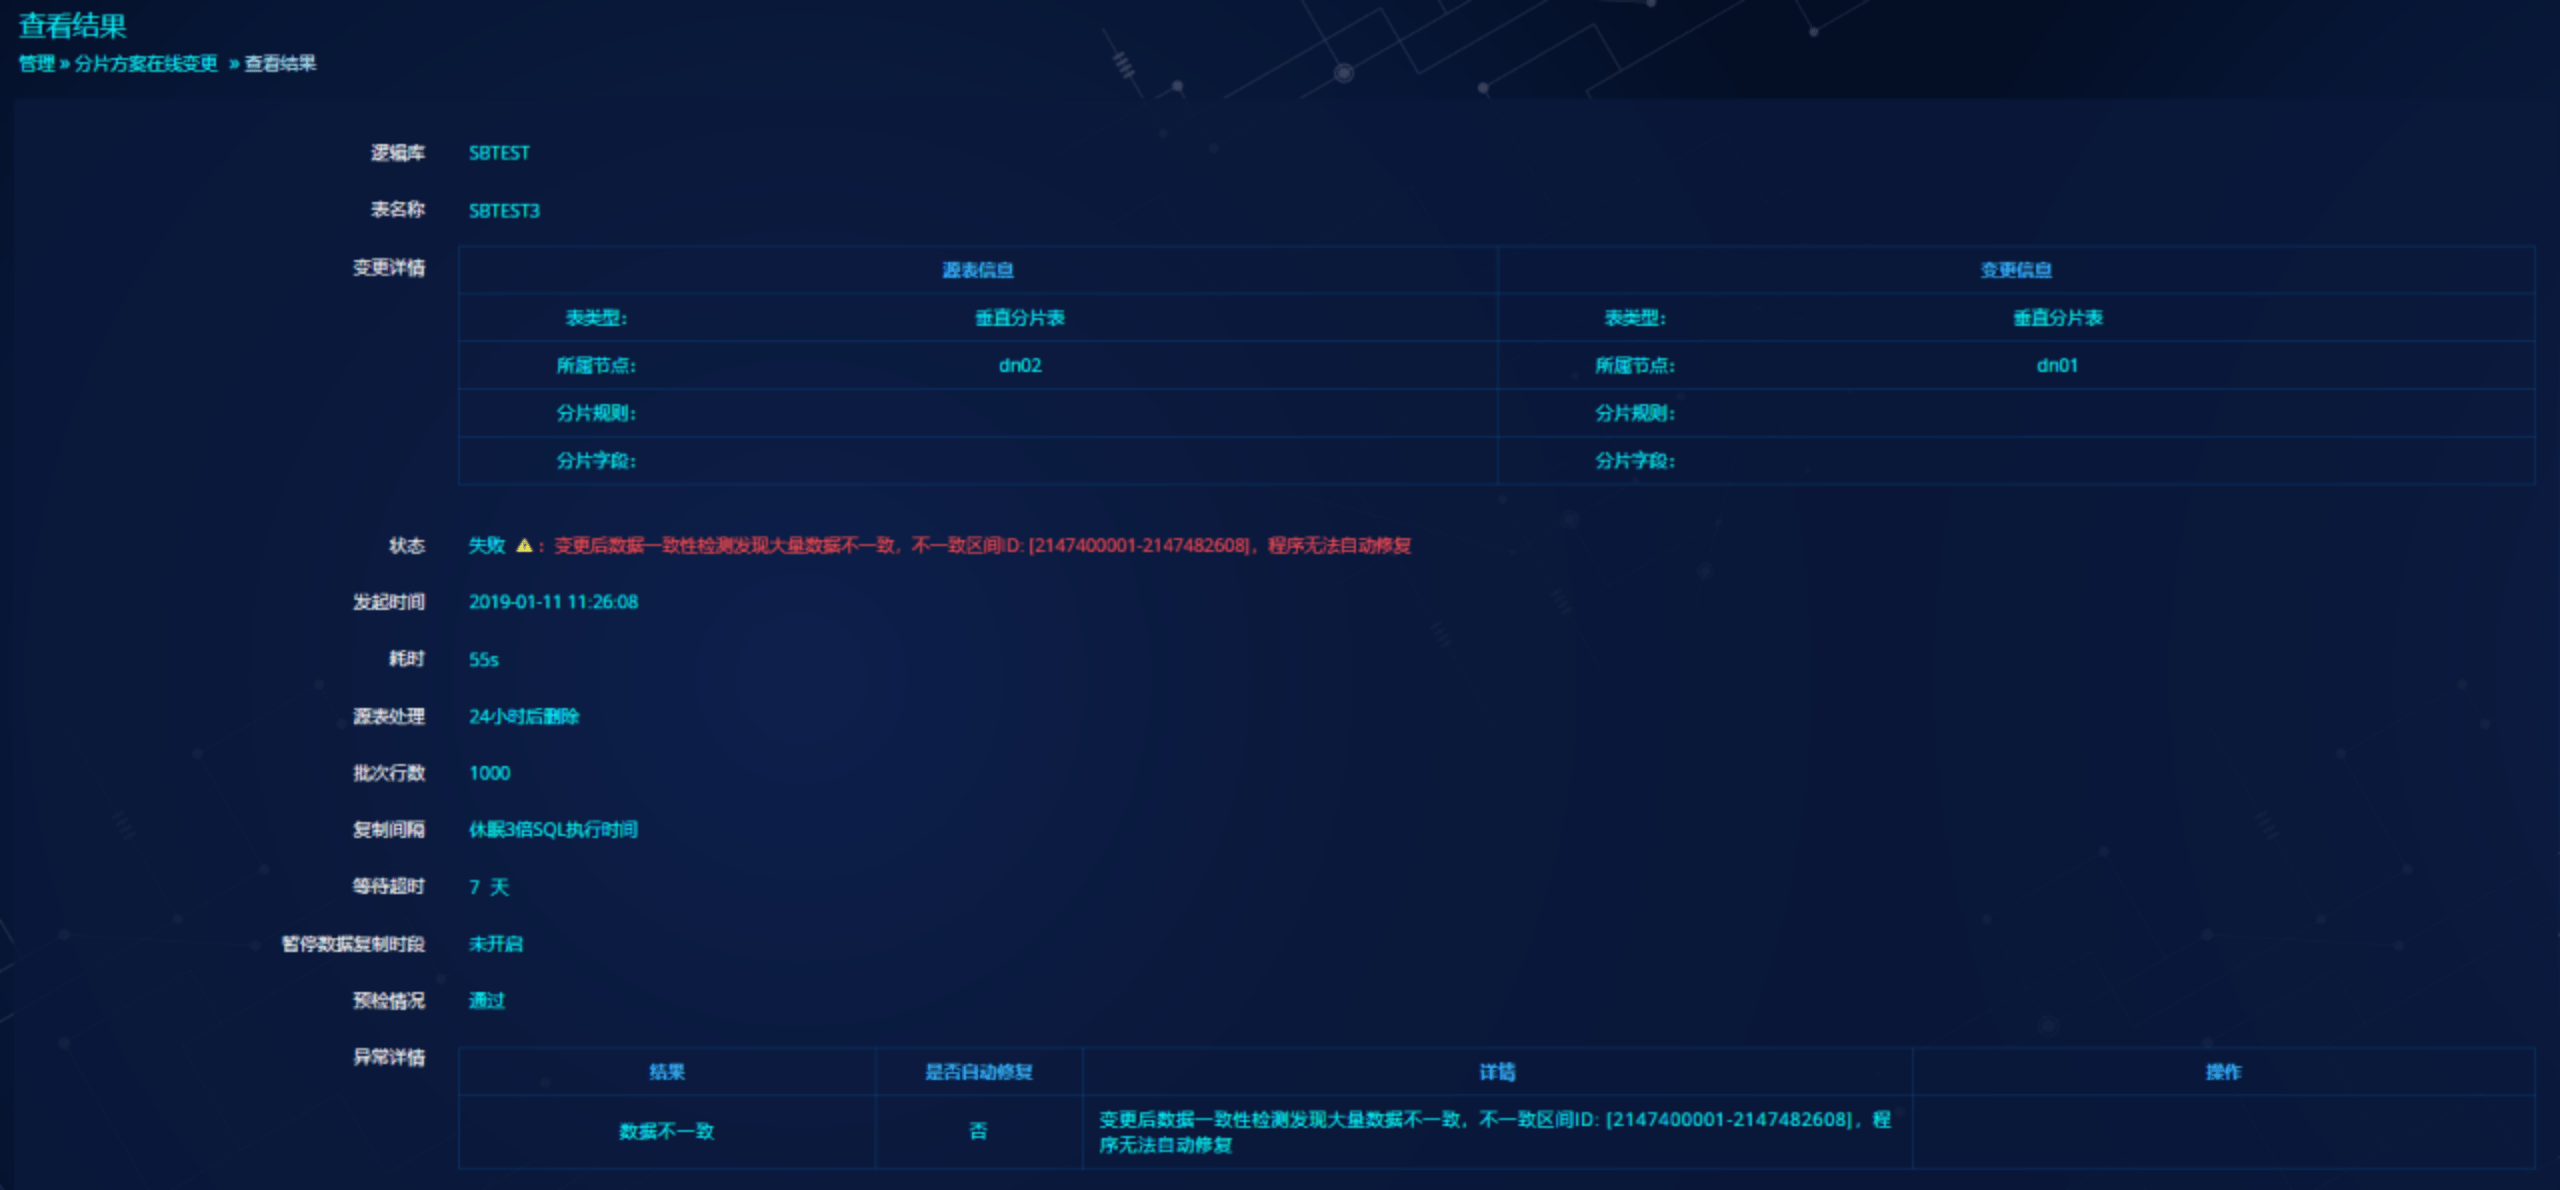 查看结果
管理 » 分片方案在线变更 » 查看结果
逻辑库 SBTEST
表名称 SBTEST3
变更详情
源表信息 变更信息
表类型: 垂直分片表 表类型: 垂直分片表
所属节点: dn02 所属节点: dn01
分片规则: 分片规则:
分片字段: 分片字段:
状态 失败 : 变更后数据一致性检测发现大量数据不一致，不一致区间ID: [2147400001-2147482608]，程序无法自动修复
发起时间 2019-01-11 11:26:08
耗时 55s
源表处理 24小时后删除
批次行数 1000
复制间隔 休眠3倍SQL执行时间
等待超时 7 天
暂停数据复制时段 未开启
预检情况 通过
异常详情
结果 是否自动修复 详情 操作
数据不一致 否 变更后数据一致性检测发现大量数据不一致，不一致区间ID: [2147400001-2147482608]，程
序无法自动修复